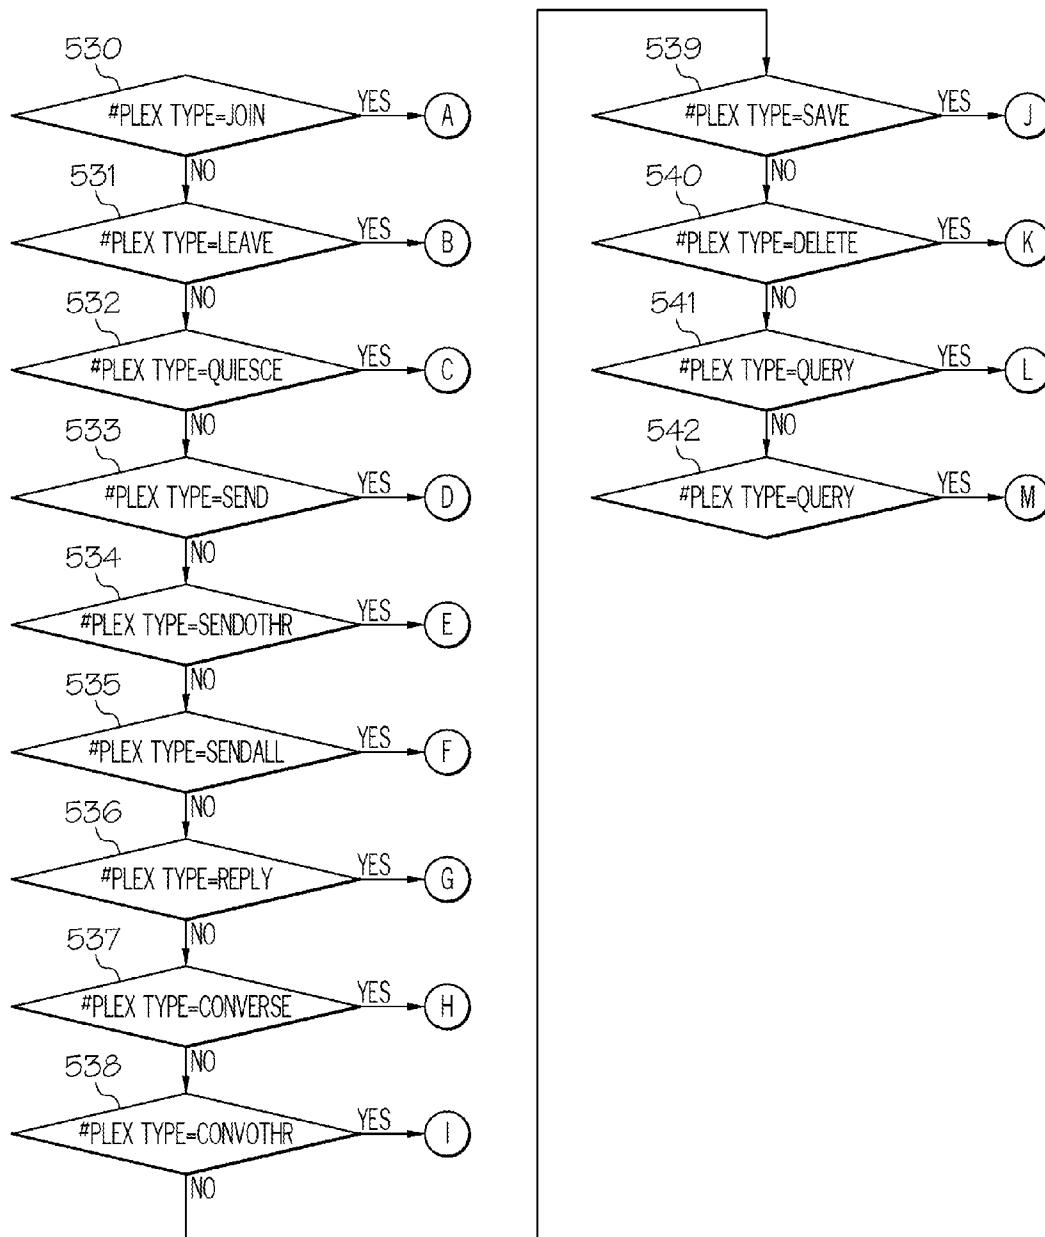 530
#PLEX TYPE=JOIN
YES
A
NO
531
#PLEX TYPE=LEAVE
YES
B
NO
532
#PLEX TYPE=QUIESCE
YES
C
NO
533
#PLEX TYPE=SEND
YES
D
NO
534
#PLEX TYPE=SENDOTHR
YES
E
NO
535
#PLEX TYPE=SENDALL
YES
F
NO
536
#PLEX TYPE=REPLY
YES
G
NO
537
#PLEX TYPE=CONVERSE
YES
H
NO
538
#PLEX TYPE=CONVOTHR
YES
I
NO
539
#PLEX TYPE=SAVE
YES
J
NO
540
#PLEX TYPE=DELETE
YES
K
NO
541
#PLEX TYPE=QUERY
YES
L
NO
542
#PLEX TYPE=QUERY
YES
M